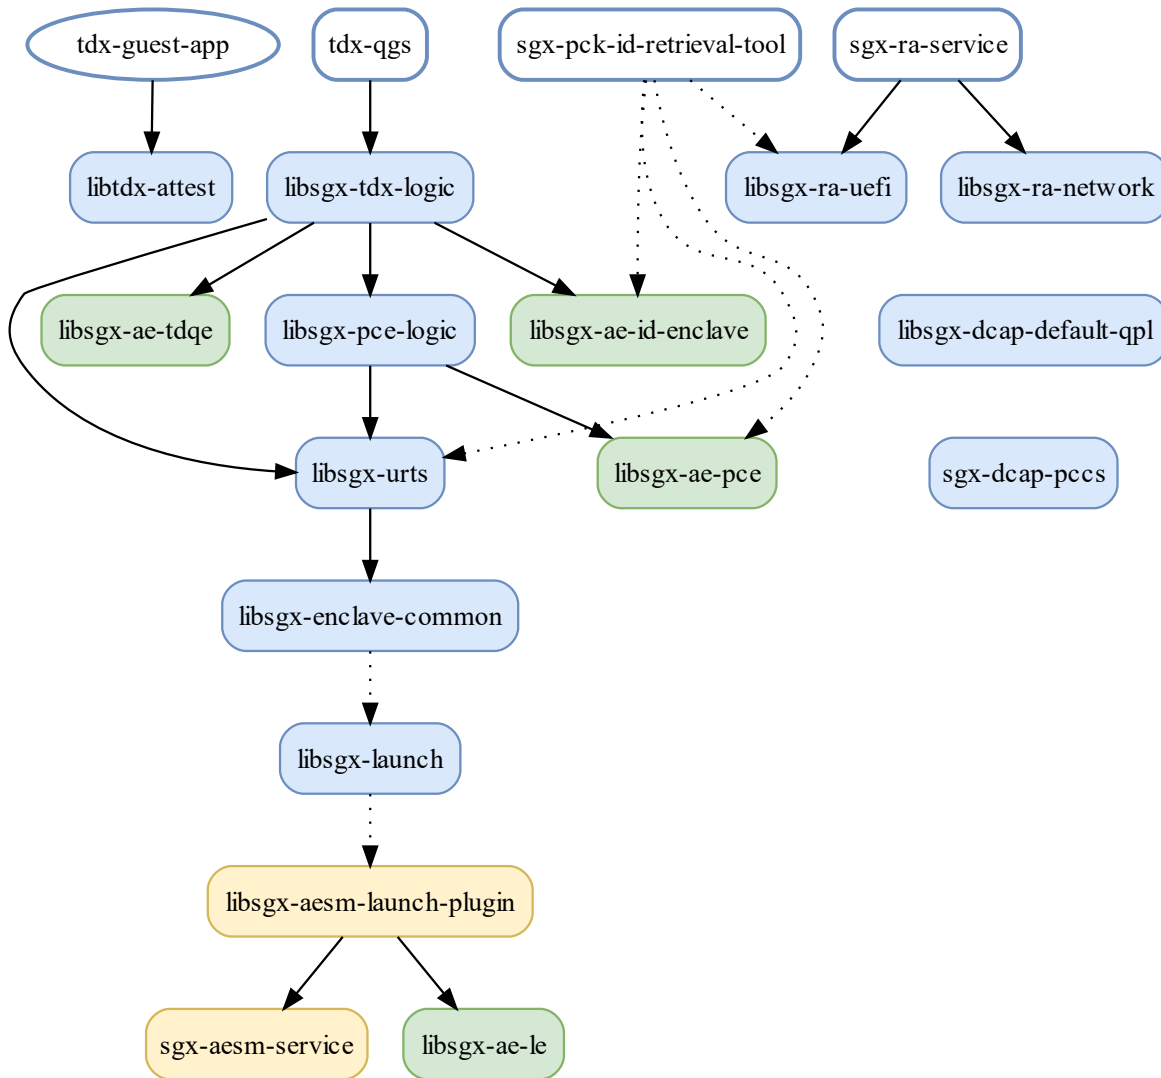 tdx-guest-app
tdx-qgs
sgx-pck-id-retrieval-tool
sgx-ra-service
libtdx-attest
libsgx-tdx-logic
libsgx-ra-uefi
libsgx-ra-network
libsgx-ae-tdqe
libsgx-pce-logic
libsgx-ae-id-enclave
libsgx-dcap-default-qpl
libsgx-urts
libsgx-ae-pce
sgx-dcap-pccs
libsgx-enclave-common
libsgx-launch
libsgx-aesm-launch-plugin
sgx-aesm-service
libsgx-ae-le